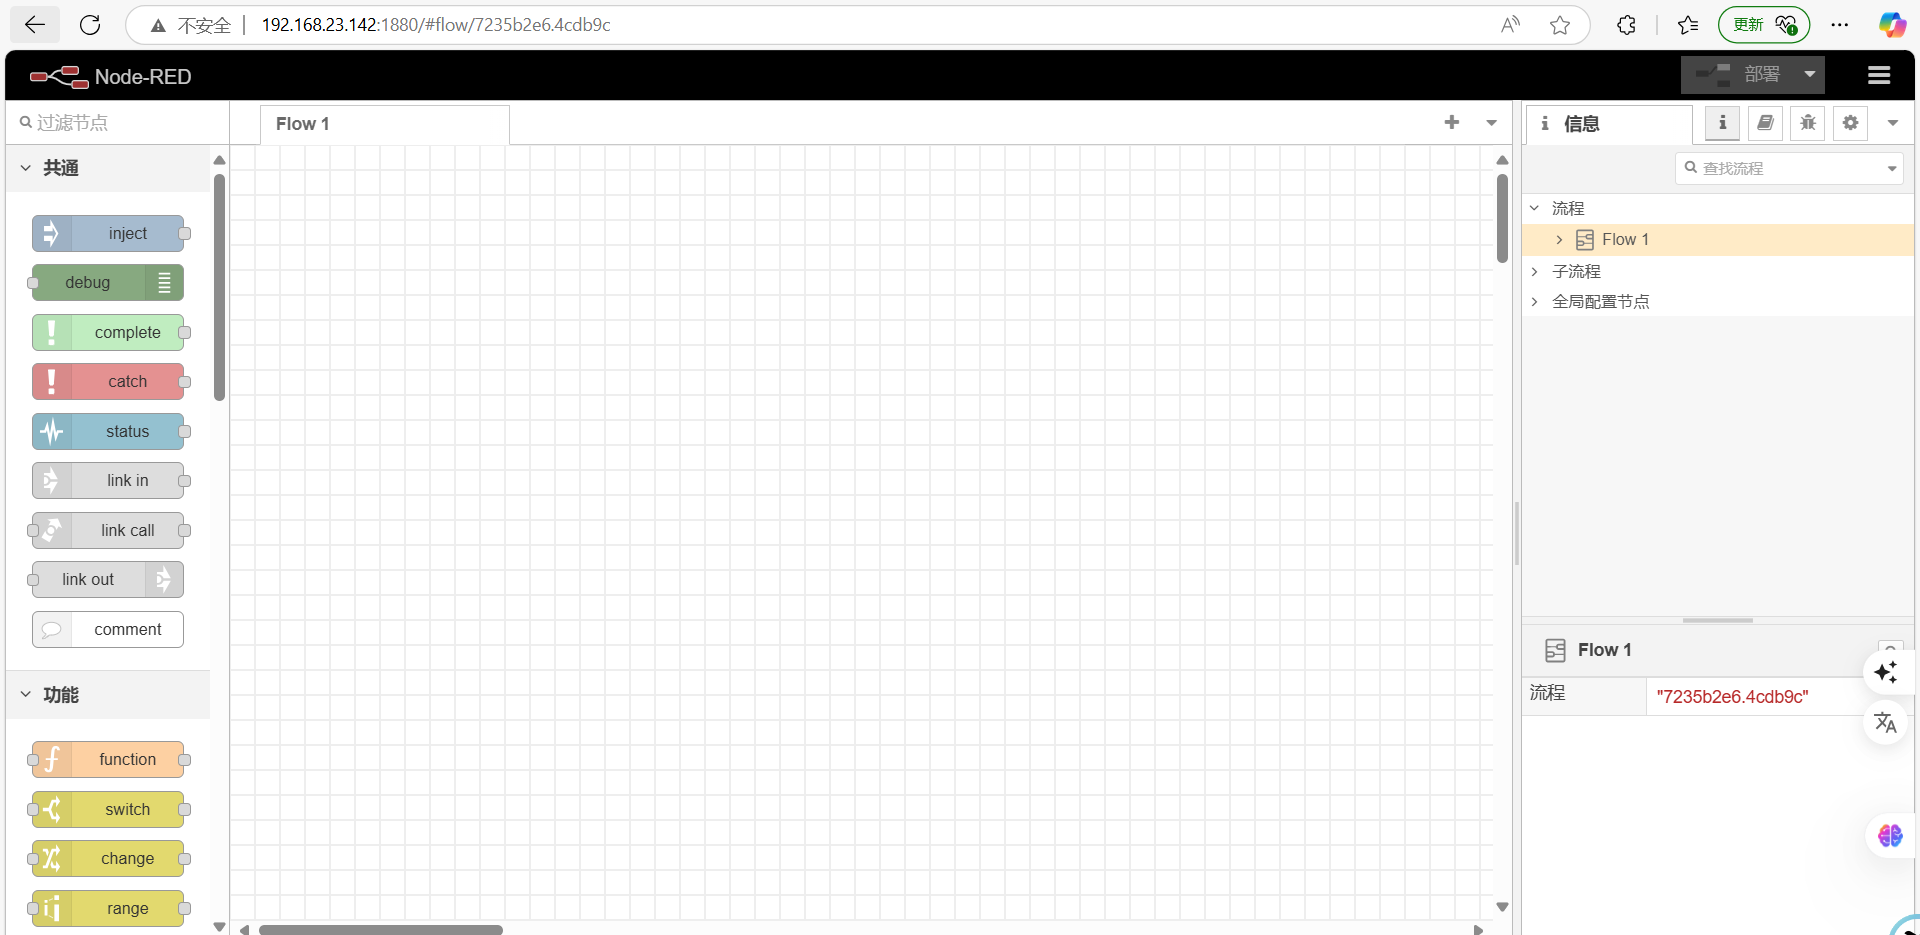 不安全 192.168.23.142:1880/#flow/7235b2e6.4cdb9c
更新
Node-RED
部署
过滤节点
Flow 1
信息
共通
inject
debug
complete
catch
status
link in
link call
link out
comment
功能
function
switch
change
range
查找流程
流程
Flow 1
子流程
全局配置节点
Flow 1
流程 "7235b2e6.4cdb9c"